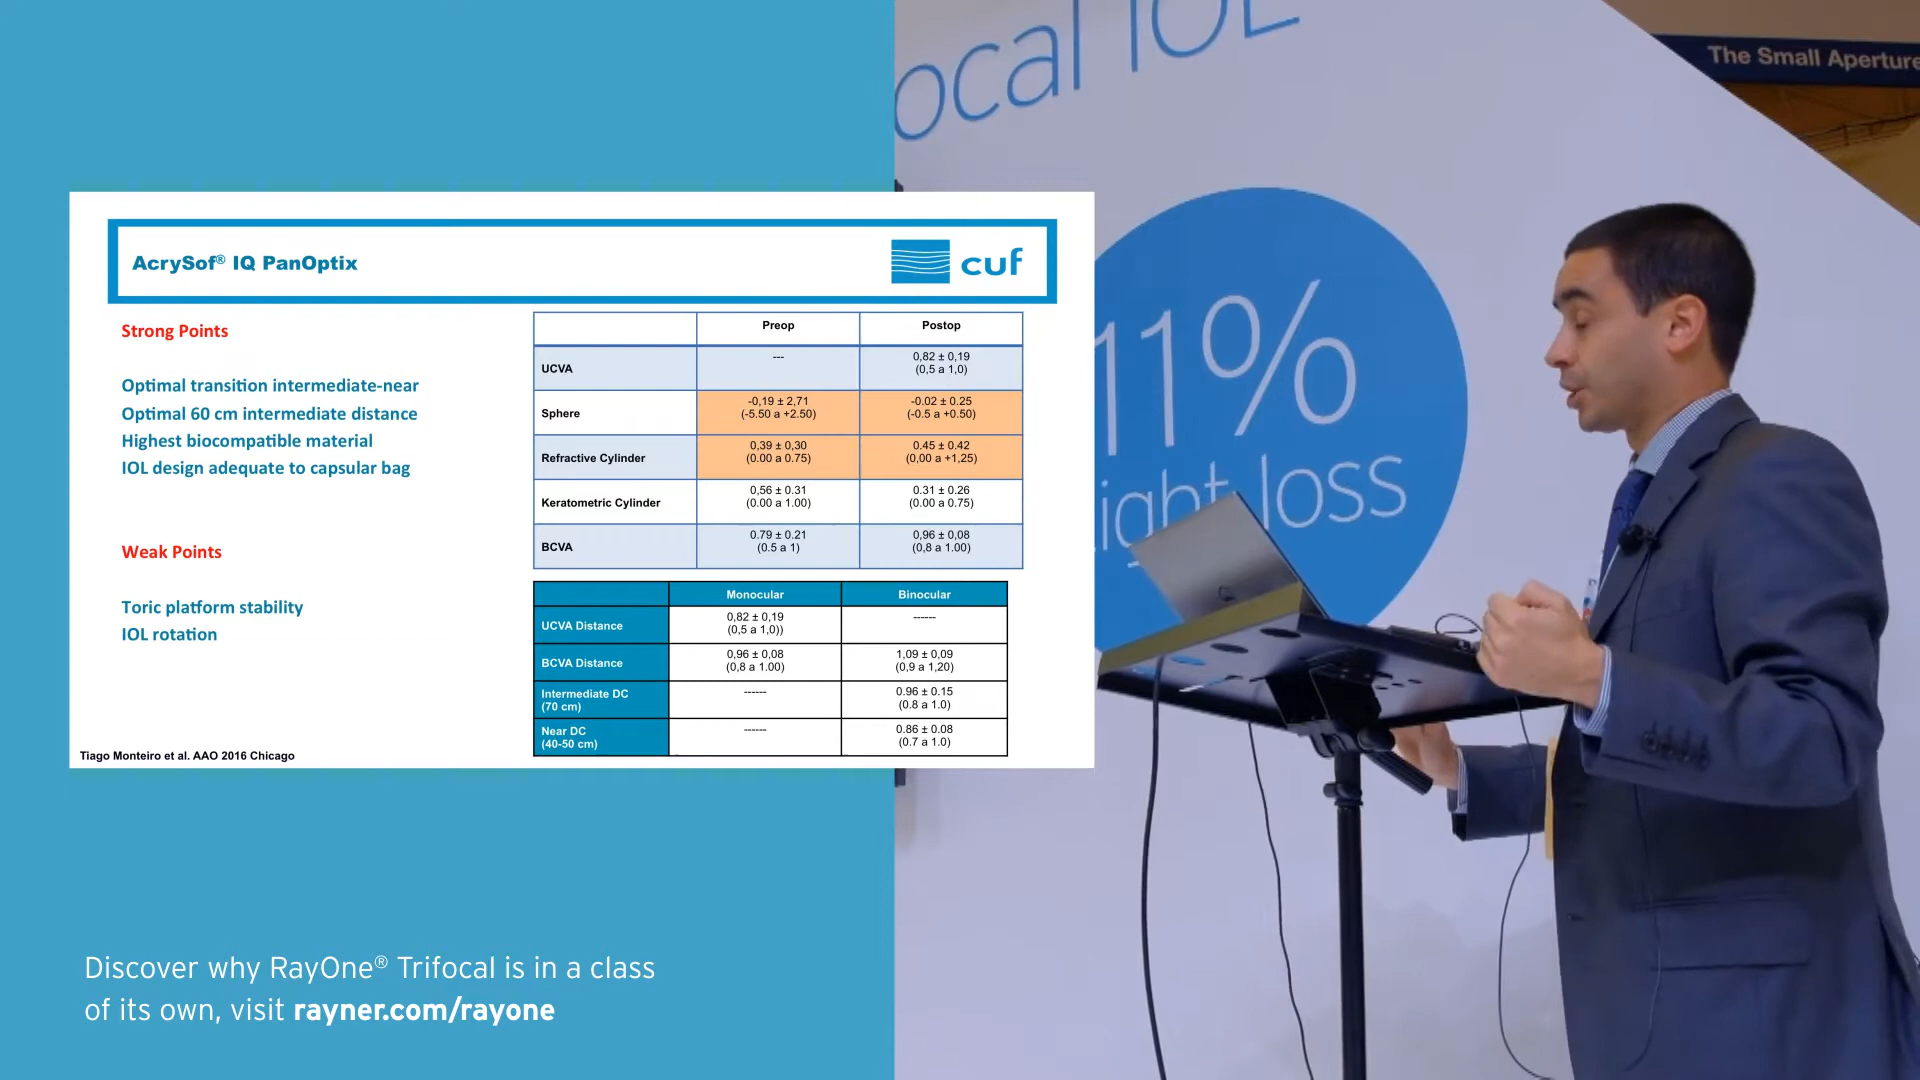 ocal IOL
The Small Aperture
AcrySof® IQ PanOptix
cuf
Strong Points
Optimal transition intermediate-near
Optimal 60 cm intermediate distance
Highest biocompatible material
IOL design adequate to capsular bag
Weak Points
Toric platform stability
IOL rotation
Tiago Monteiro et al. AAO 2016 Chicago
Preop Postop
UCVA --- 0,82 ± 0,19
(0,5 a 1,0)
Sphere -0,19 ± 2,71 -0.02 ± 0.25
(-5.50 a +2.50) (-0.5 a +0.50)
Refractive Cylinder 0,39 ± 0,30 0.45 ± 0.42
(0.00 a 0.75) (0,00 a +1,25)
Keratometric Cylinder 0,56 ± 0.31 0.31 ± 0.26
(0.00 a 1.00) (0.00 a 0.75)
BCVA 0.79 ± 0.21 0,96 ± 0,08
(0.5 a 1) (0,8 a 1.00)
Monocular Binocular
UCVA Distance 0,82 ± 0,19 ------
(0,5 a 1,0))
BCVA Distance 0,96 ± 0,08 1,09 ± 0,09
(0,8 a 1.00) (0,9 a 1,20)
Intermediate DC ------ 0.96 ± 0.15
(70 cm) (0.8 a 1.0)
Near DC ------ 0.86 ± 0.08
(40-50 cm) (0.7 a 1.0)
11%
ight loss
Discover why RayOne® Trifocal is in a class
of its own, visit rayner.com/rayone